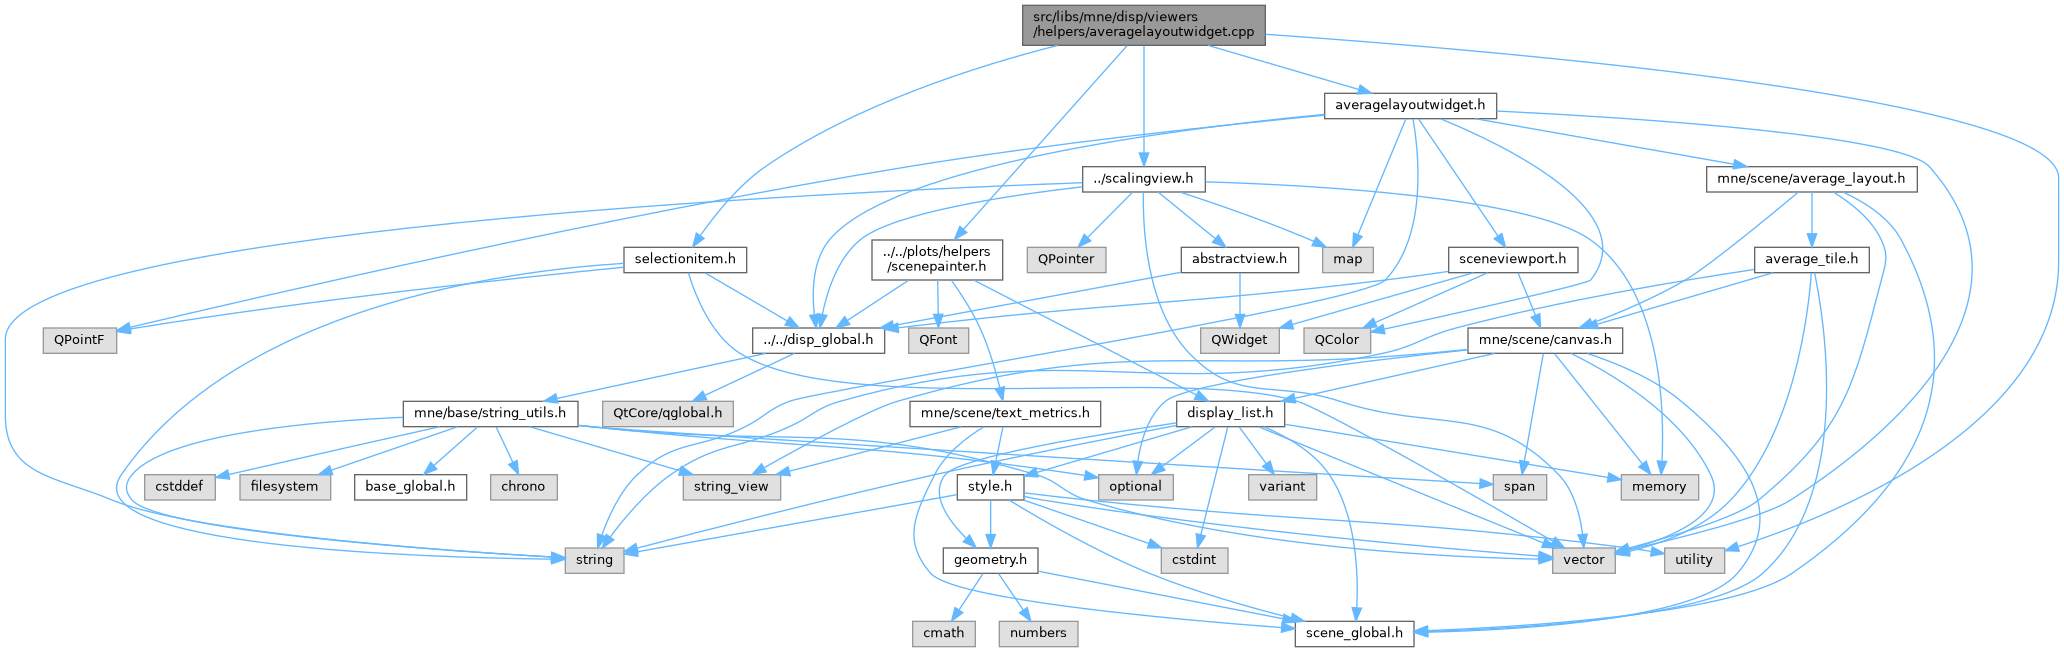 src/libs/mne/disp/viewers
/helpers/averagelayoutwidget.cpp
averagelayoutwidget.h
../scalingview.h
mne/scene/average_layout.h
selectionitem.h
../../plots/helpers
/scenepainter.h
QPointer
abstractview.h
map
sceneviewport.h
average_tile.h
QPointF
../../disp_global.h
QFont
QWidget
QColor
mne/scene/canvas.h
mne/base/string_utils.h
QtCore/qglobal.h
mne/scene/text_metrics.h
display_list.h
cstddef
filesystem
base_global.h
chrono
string_view
style.h
optional
variant
span
memory
string
geometry.h
cstdint
vector
utility
cmath
numbers
scene_global.h